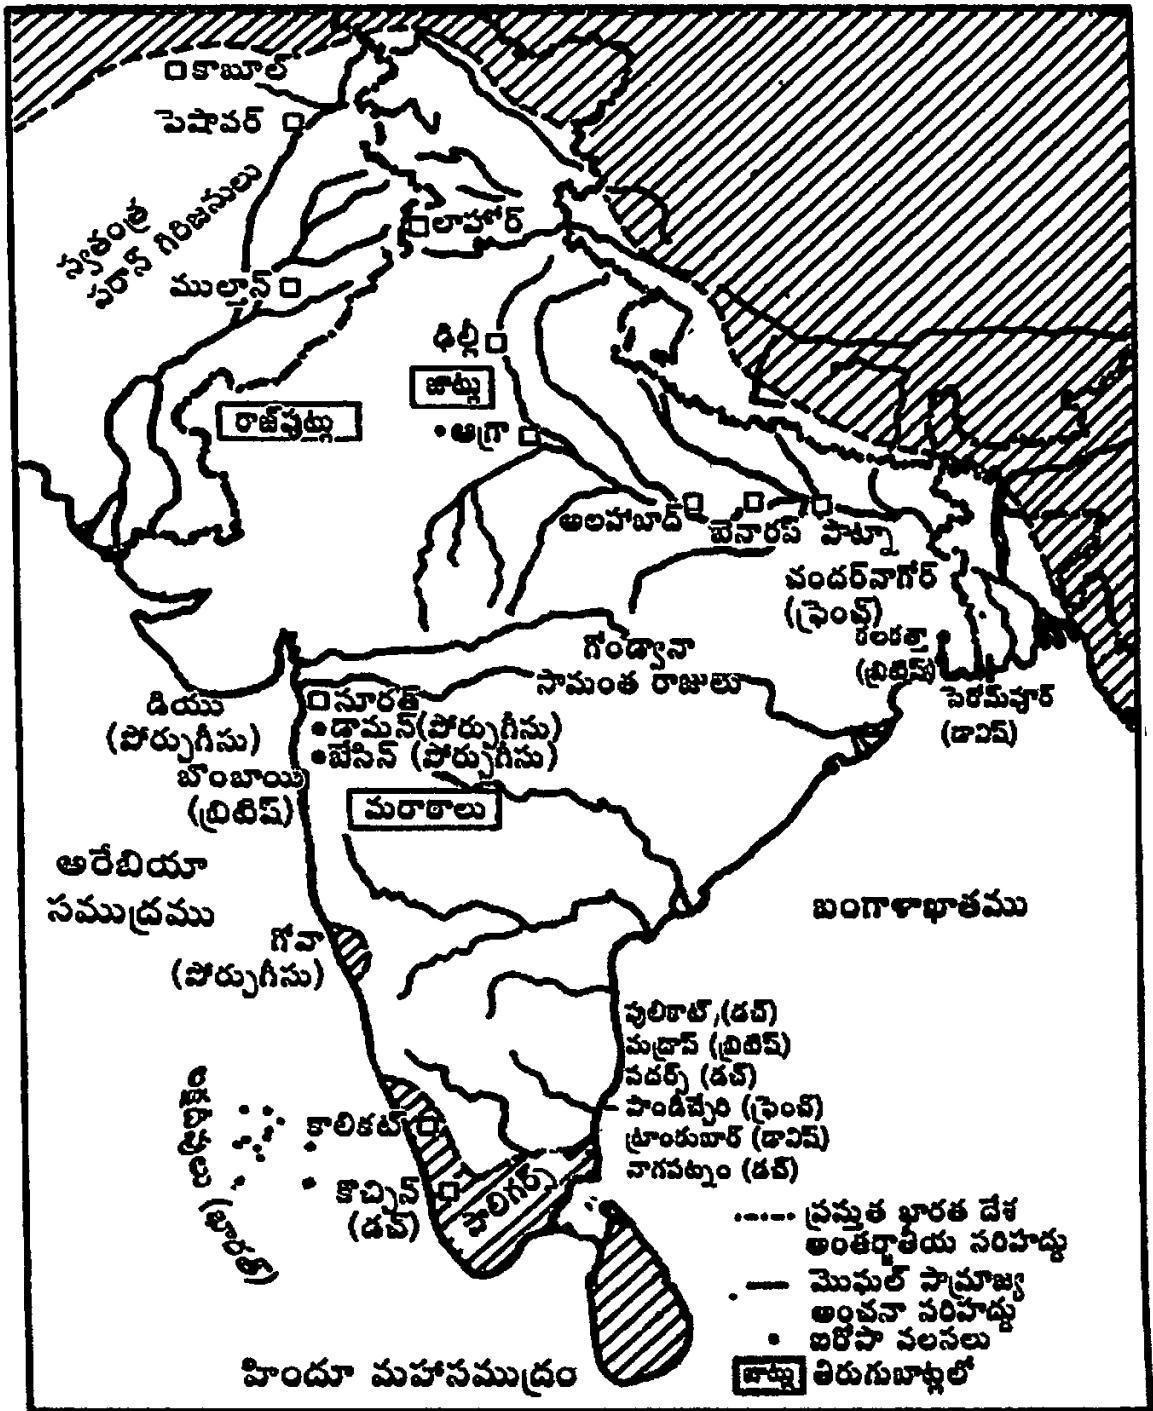 కాబూల్
పెషావర్
స్వతంత్ర
పఠాన్ గిరిజనులు
లాహోర్
ముల్తాన్
ఢిల్లీ
జాట్లు
రాజ్‌పుట్లు
ఆగ్రా
అలహాబాద్
బెనారస్
పాట్నా
చందర్‌నాగోర్
(ఫ్రెంచ్)
కలకత్తా
(బ్రిటిష్)
గోండ్వానా
సామంత రాజులు
సెరోమ్‌పూర్
(డానిష్)
డియు
(పోర్చుగీసు)
సూరత్
డామన్ (పోర్చుగీసు)
బేసిన్ (పోర్చుగీసు)
బొంబాయి
(బ్రిటిష్)
మరాఠాలు
అరేబియా
సముద్రము
బంగాళాఖాతము
గోవా
(పోర్చుగీసు)
పులికాట్, (డచ్)
మద్రాస్ (బ్రిటిష్)
సదర్స్ (డచ్)
పాండిచ్చేరి (ఫ్రెంచ్)
ట్రాంకుబార్ (డానిష్)
నాగపట్నం (డచ్)
కాలికట్
కొచ్చిన్
(డచ్)
పాలిగర్స్
(భారత్)
ప్రస్తుత భారత దేశ
అంతర్జాతీయ సరిహద్దు
మొఘల్ సామ్రాజ్య
అంచనా సరిహద్దు
ఐరోపా వలసలు
జాట్లు తిరుగుబాట్లలో
హిందూ మహాసముద్రం